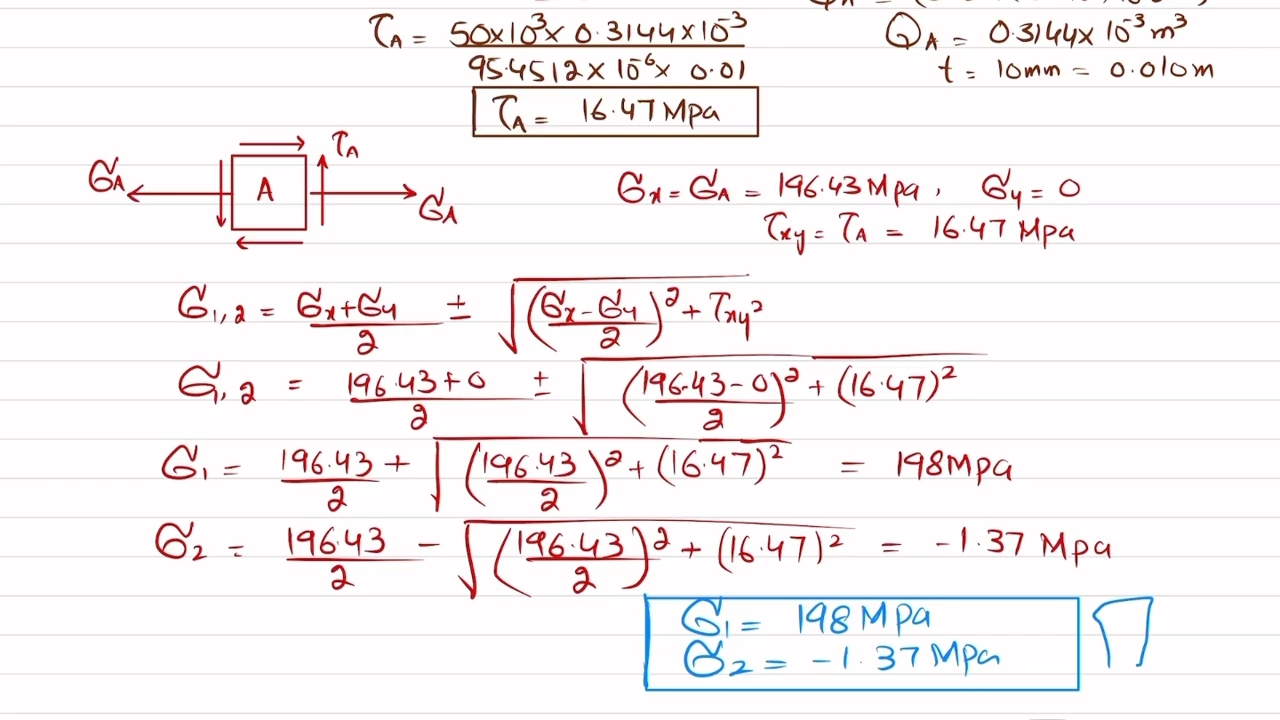 τA = 50×10³× 0.3144×10⁻³ / 95.4512×10⁻⁶× 0.01
QA = 0.3144×10⁻³m³
t = 10mm = 0.010m
τA = 16.47 Mpa
σA A τA σA
σx = σA = 196.43 Mpa, σy = 0
τxy = τA = 16.47 Mpa
σ1,2 = (σx+σy)/2 ± √(((σx-σy)/2)² + τxy²)
σ1,2 = (196.43+0)/2 ± √(((196.43-0)/2)² + (16.47)²)
σ1 = 196.43/2 + √((196.43/2)² + (16.47)²) = 198Mpa
σ2 = 196.43/2 - √((196.43/2)² + (16.47)²) = -1.37 Mpa
σ1 = 198 Mpa
σ2 = -1.37 Mpa